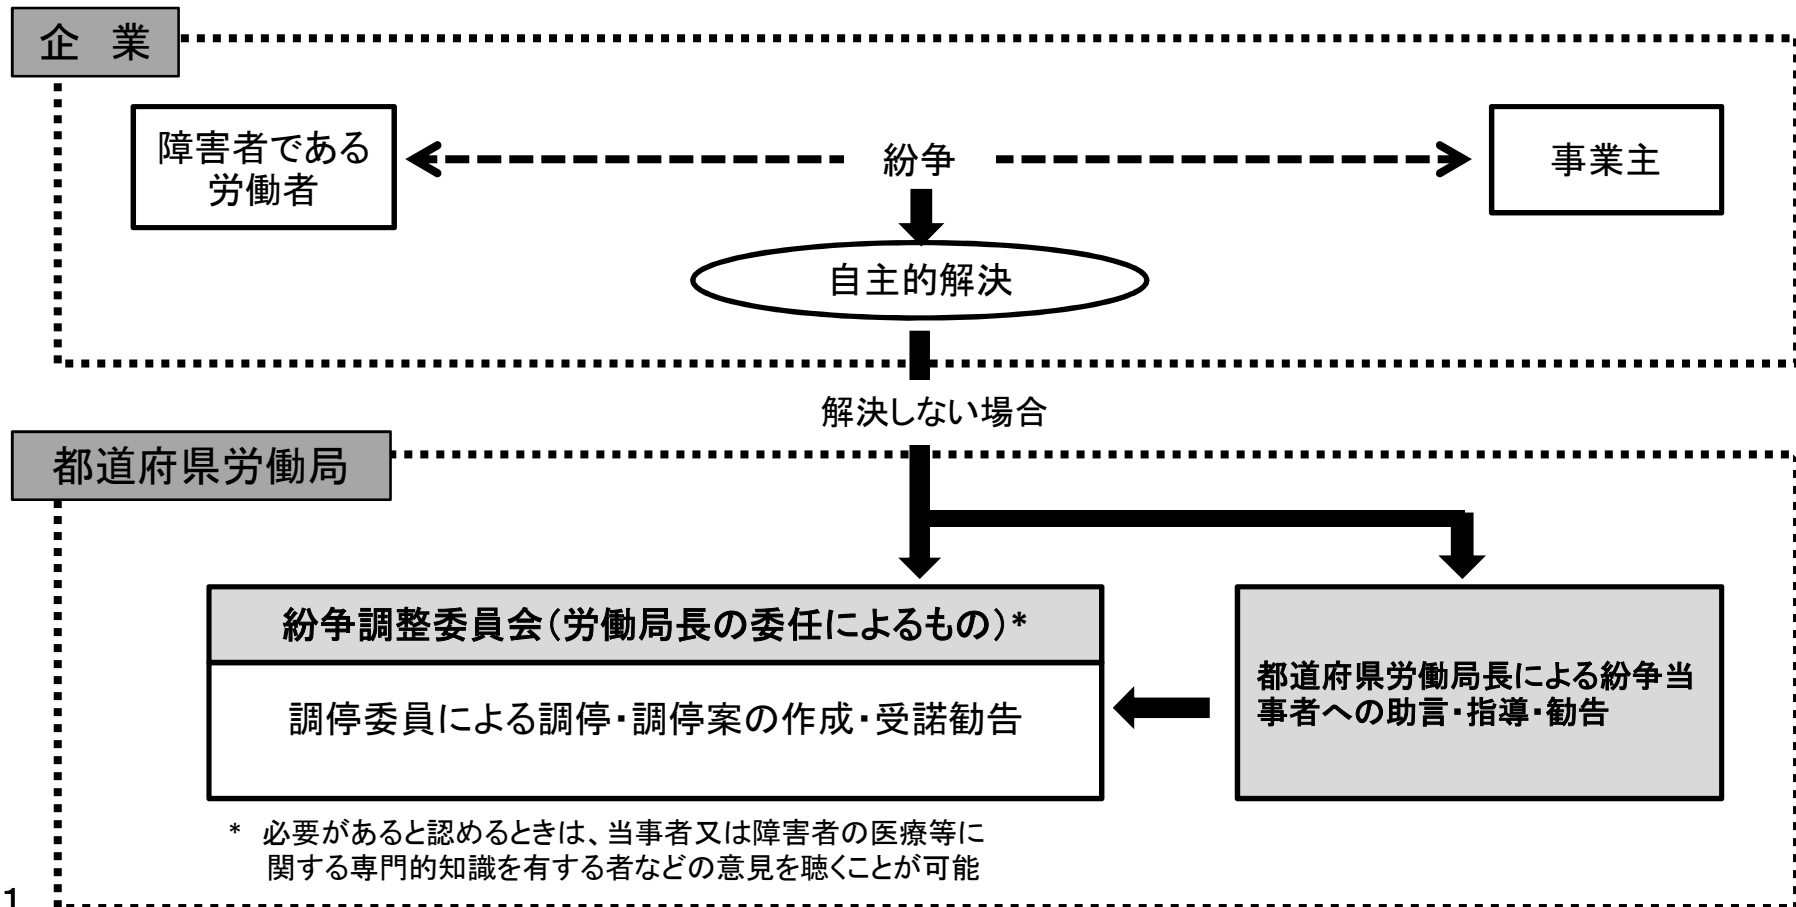 企　業
障害者である
労働者
紛争
事業主
自主的解決
解決しない場合
都道府県労働局
紛争調整委員会（労働局長の委任によるもの）*
調停委員による調停・調停案の作成・受諾勧告
都道府県労働局長による紛争当
事者への助言・指導・勧告
*　必要があると認めるときは、当事者又は障害者の医療等に
関する専門的知識を有する者などの意見を聴くことが可能
1